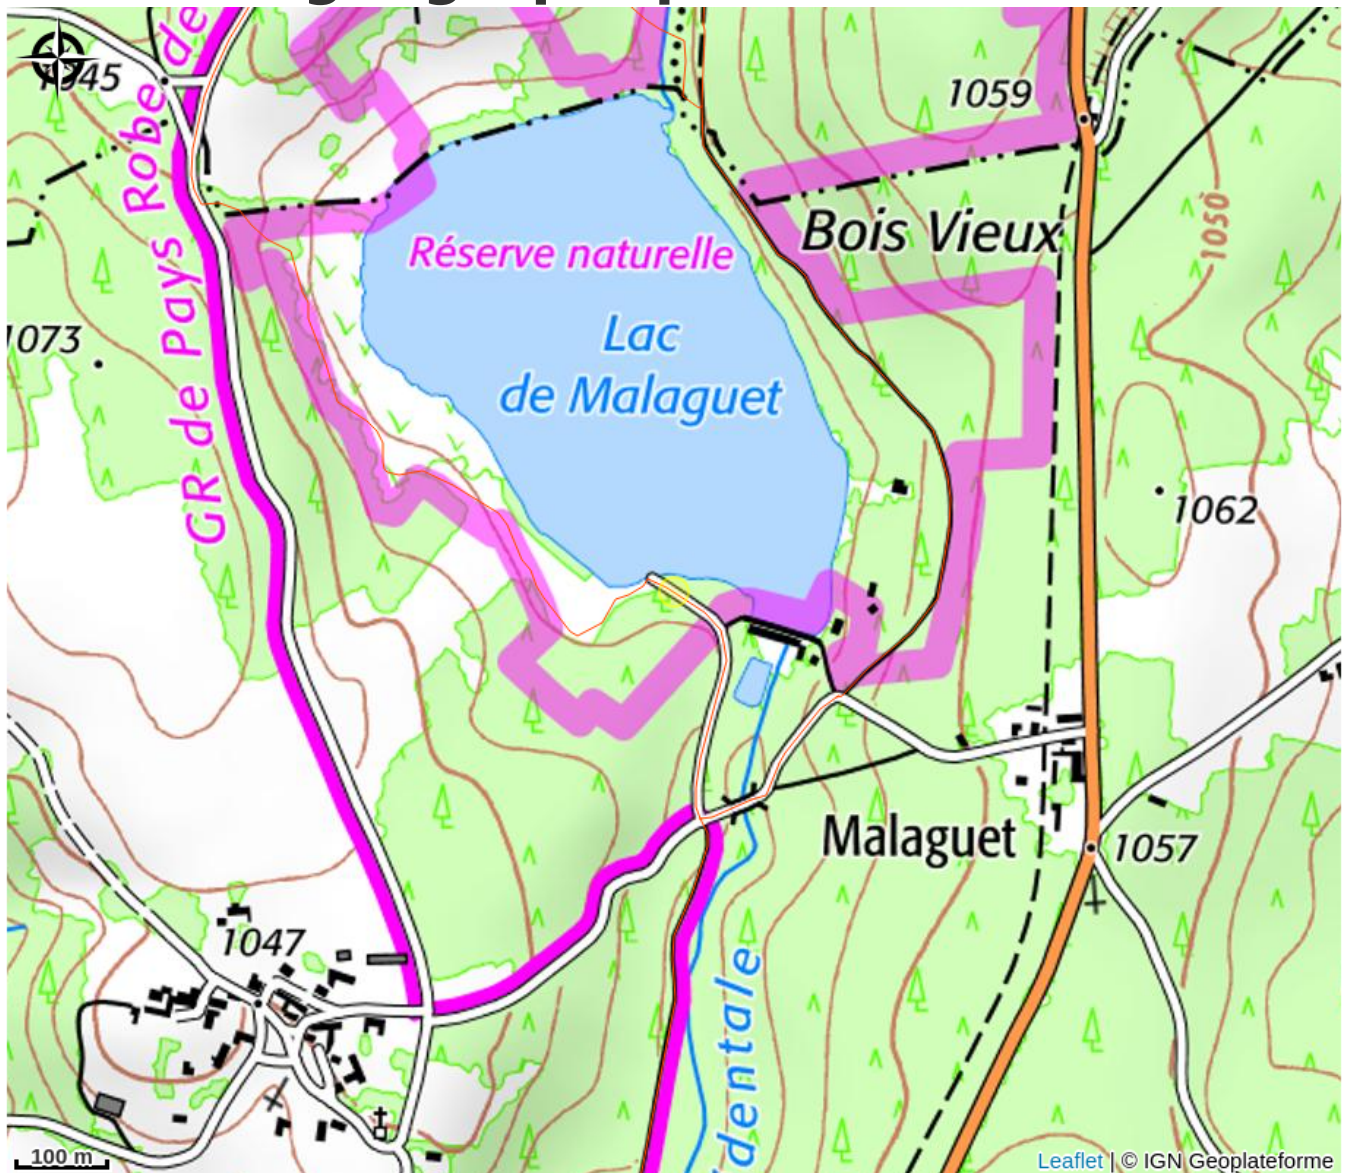 1059
GR de Pays Robe de
Bois Vieux
1050
Réserve naturelle
Lac
de Malaguet
1073
1062
Malaguet
1057
1047
dentale
100 m
Leaflet | © IGN Geoplateforme